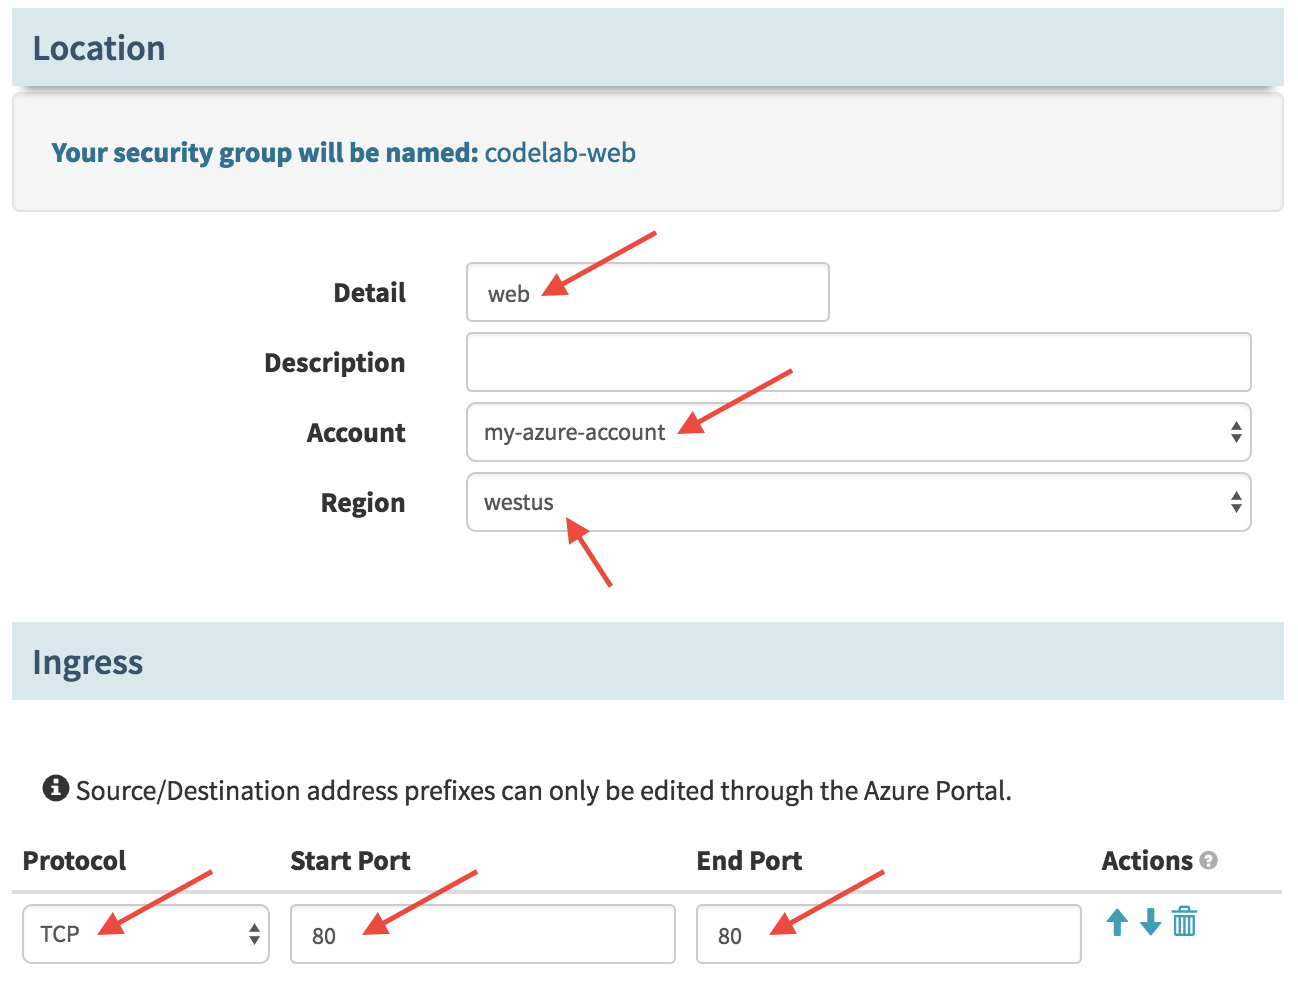 Location
Your security group will be named: codelab-web
Detail
web
Description
Account
my-azure-account
Region
westus
Ingress
Source/Destination address prefixes can only be edited through the Azure Portal.
Protocol Start Port End Port Actions
TCP 80 80